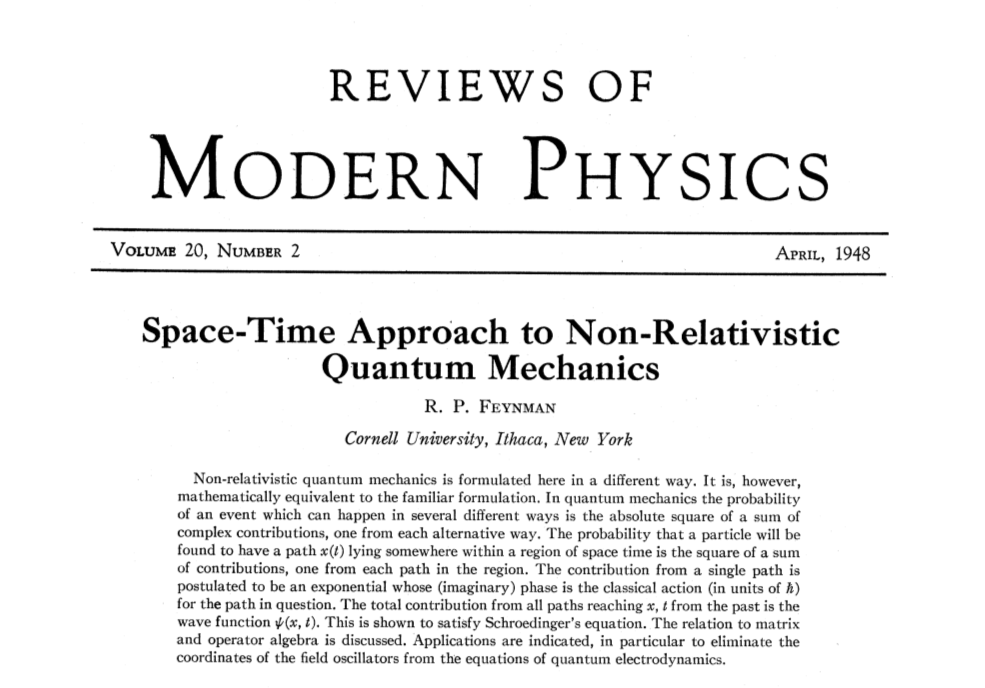 REVIEWS OF
MODERN PHYSICS
VOLUME 20, NUMBER 2 APRIL, 1948
Space-Time Approach to Non-Relativistic
Quantum Mechanics
R. P. FEYNMAN
Cornell University, Ithaca, New York
Non-relativistic quantum mechanics is formulated here in a different way. It is, however,
mathematically equivalent to the familiar formulation. In quantum mechanics the probability
of an event which can happen in several different ways is the absolute square of a sum of
complex contributions, one from each alternative way. The probability that a particle will be
found to have a path x(t) lying somewhere within a region of space time is the square of a sum
of contributions, one from each path in the region. The contribution from a single path is
postulated to be an exponential whose (imaginary) phase is the classical action (in units of ℏ)
for the path in question. The total contribution from all paths reaching x, t from the past is the
wave function ψ(x, t). This is shown to satisfy Schroedinger's equation. The relation to matrix
and operator algebra is discussed. Applications are indicated, in particular to eliminate the
coordinates of the field oscillators from the equations of quantum electrodynamics.